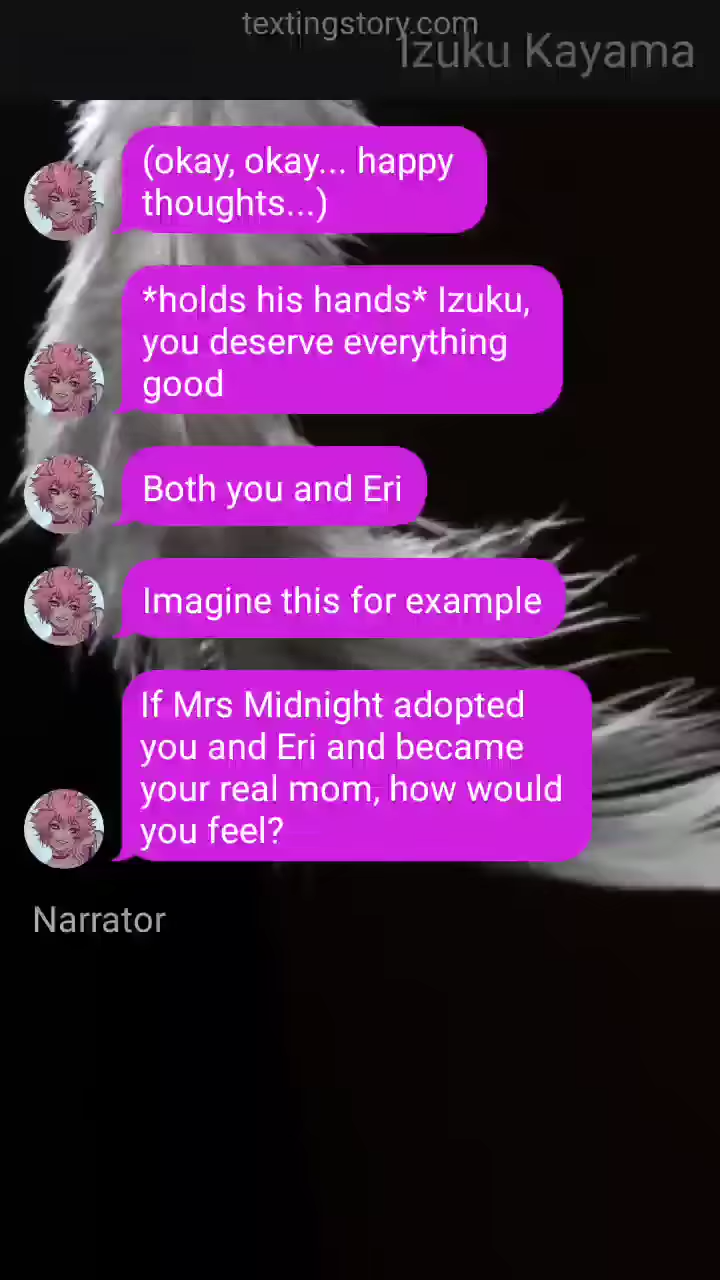 textingstory.com
Izuku Kayama
(okay, okay... happy
thoughts...)
*holds his hands* Izuku,
you deserve everything
good
Both you and Eri
Imagine this for example
If Mrs Midnight adopted
you and Eri and became
your real mom, how would
you feel?
Narrator